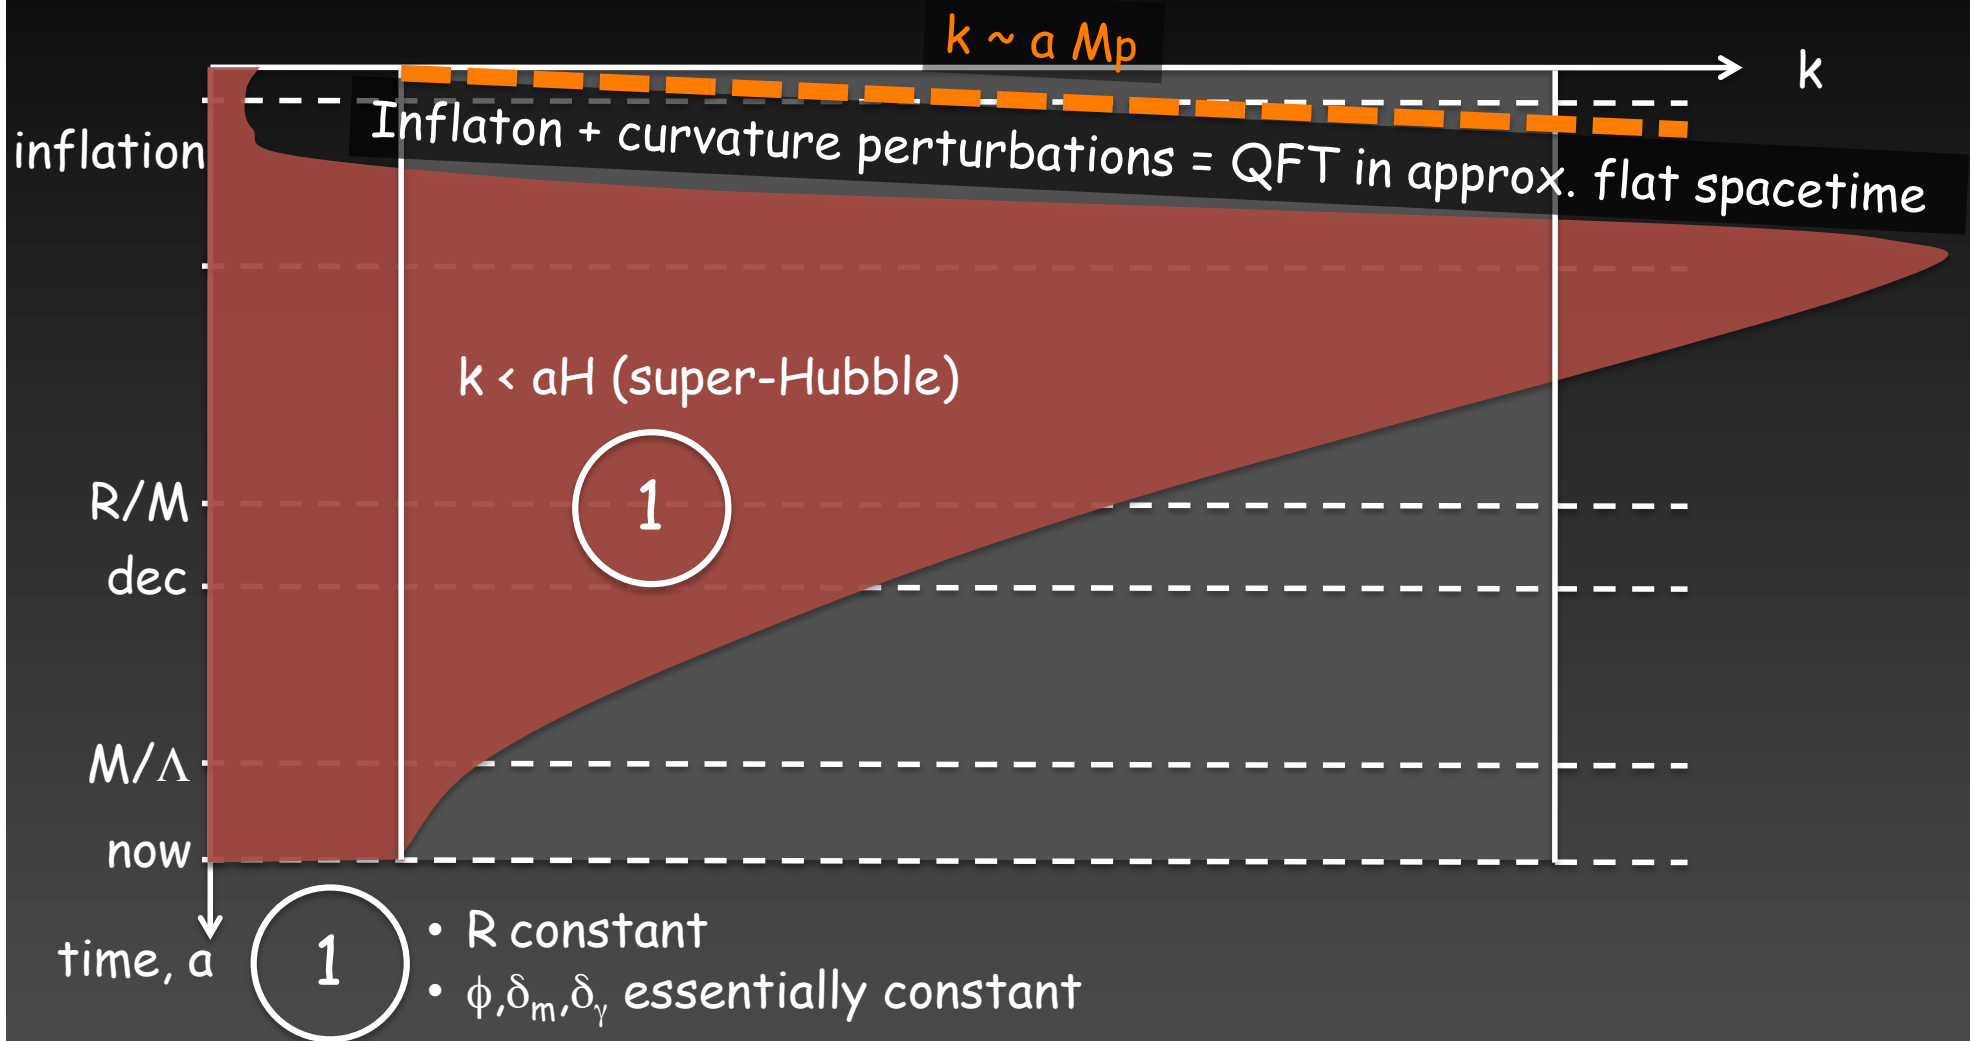 k ~ a Mp
k
Inflaton + curvature perturbations = QFT in approx. flat spacetime
inflation
k < aH (super-Hubble)
1
R/M
dec
M/Λ
now
time, a
1
• R constant
• ϕ,δm,δγ essentially constant